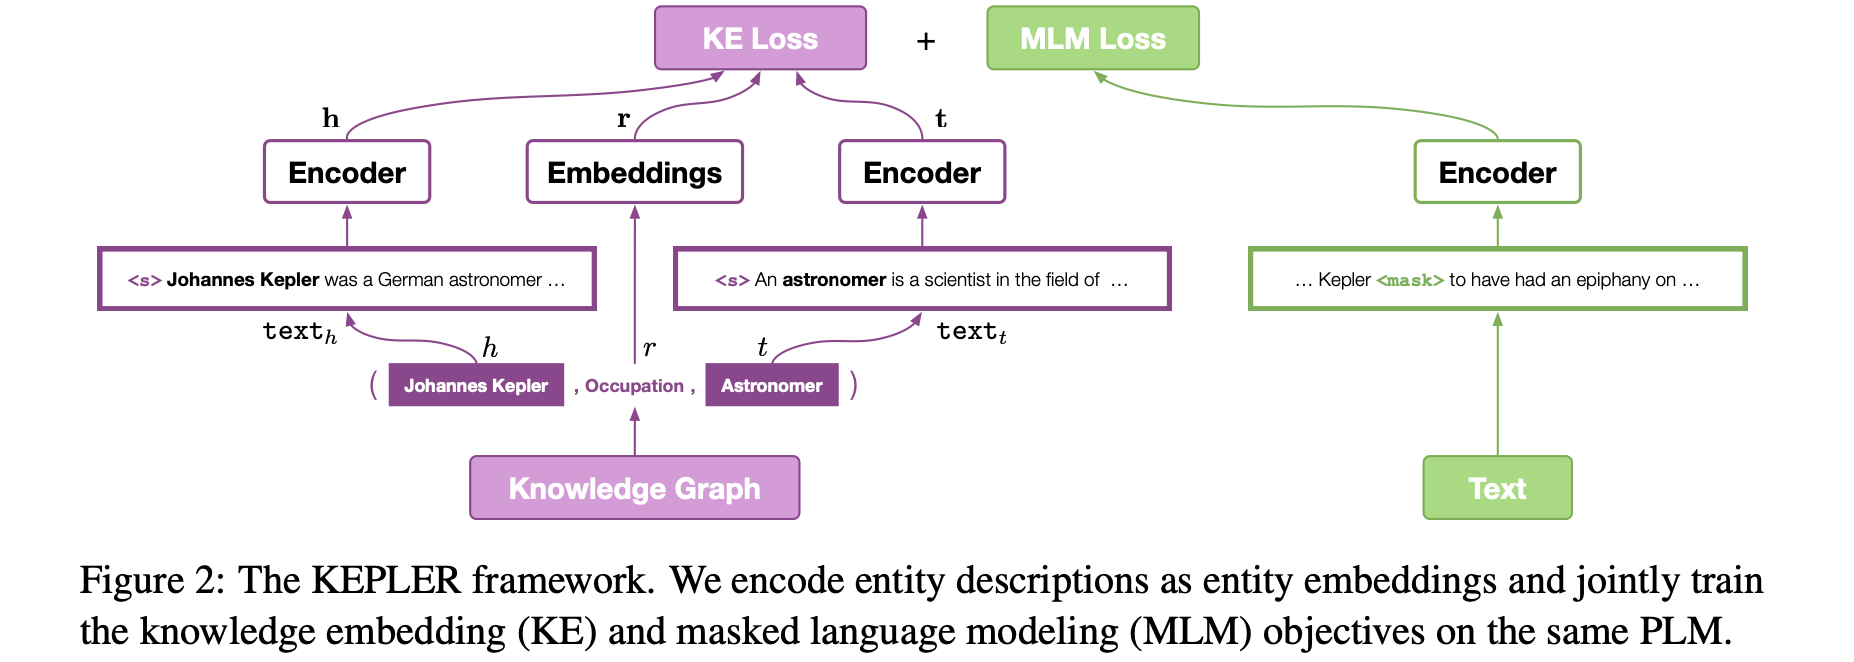 KE Loss + MLM Loss
h r t
Encoder Embeddings Encoder Encoder
<s> Johannes Kepler was a German astronomer ...
<s> An astronomer is a scientist in the field of ...
... Kepler <mask> to have had an epiphany on ...
text_h h r t text_t
( Johannes Kepler , Occupation , Astronomer )
Knowledge Graph
Text
Figure 2: The KEPLER framework. We encode entity descriptions as entity embeddings and jointly train
the knowledge embedding (KE) and masked language modeling (MLM) objectives on the same PLM.